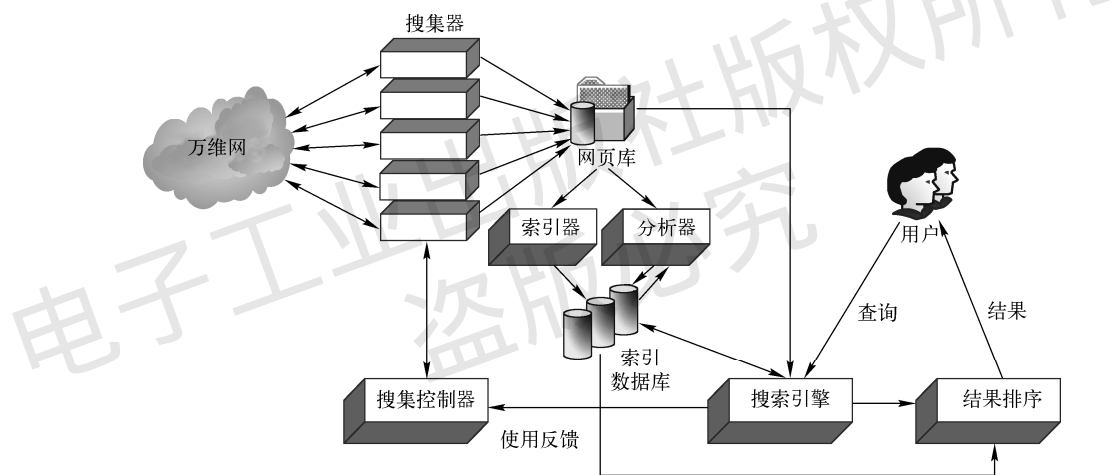 搜集器
万维网
网页库
索引器
分析器
用户
查询
结果
索引
数据库
搜集控制器
搜索引擎
结果排序
使用反馈
电子工业出版社版权所有
盗版必究